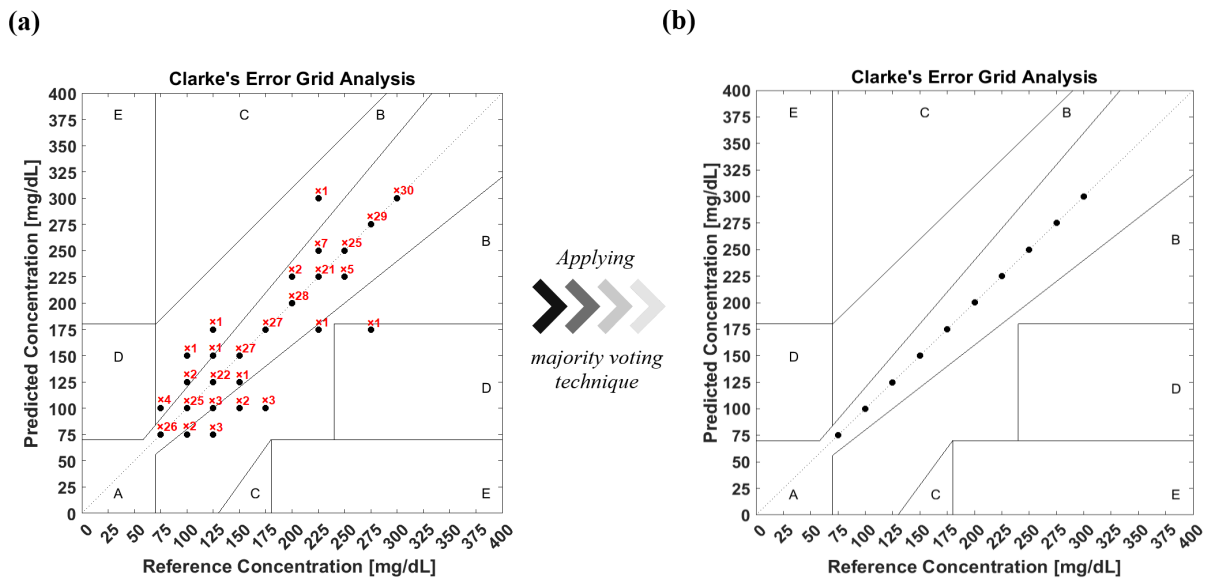 (a)
(b)
Clarke's Error Grid Analysis
Predicted Concentration [mg/dL]
400
375
350
325
300
275
250
225
200
175
150
125
100
75
50
25
0
E
C
B
B
D
D
A
C
E
×1
×30
×29
×7
×25
×2
×21
×5
×28
×1
×27
×1
×1
×1
×1
×27
×2
×22
×1
×4
×25
×3
×2
×3
×26
×2
×3
0 25 50 75 100 125 150 175 200 225 250 275 300 325 350 375 400
Reference Concentration [mg/dL]
Applying
majority voting
technique
Clarke's Error Grid Analysis
Predicted Concentration [mg/dL]
400
375
350
325
300
275
250
225
200
175
150
125
100
75
50
25
0
E
C
B
B
D
D
A
C
E
0 25 50 75 100 125 150 175 200 225 250 275 300 325 350 375 400
Reference Concentration [mg/dL]